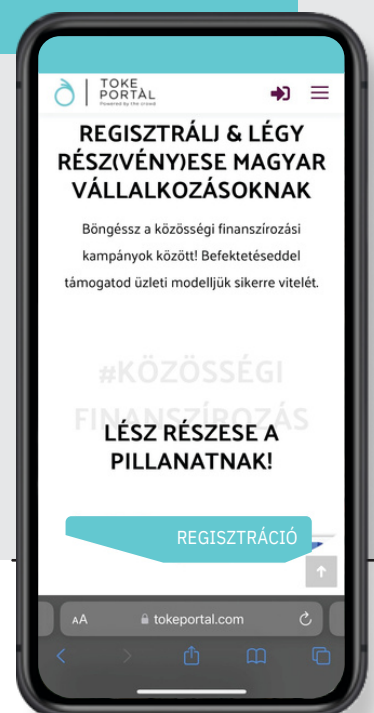 TOKE
PORTÁL
Powered by the crowd
REGISZTRÁLJ & LÉGY
RÉSZ(VÉNY)ESE MAGYAR
VÁLLALKOZÁSOKNAK
Böngéssz a közösségi finanszírozási
kampányok között! Befektetéseddel
támogatod üzleti modelljük sikerre vitelét.
#KÖZÖSSÉGI
FINANSZÍROZÁS
LÉSZ RÉSZESE A
PILLANATNAK!
REGISZTRÁCIÓ
AA
tokeportal.com